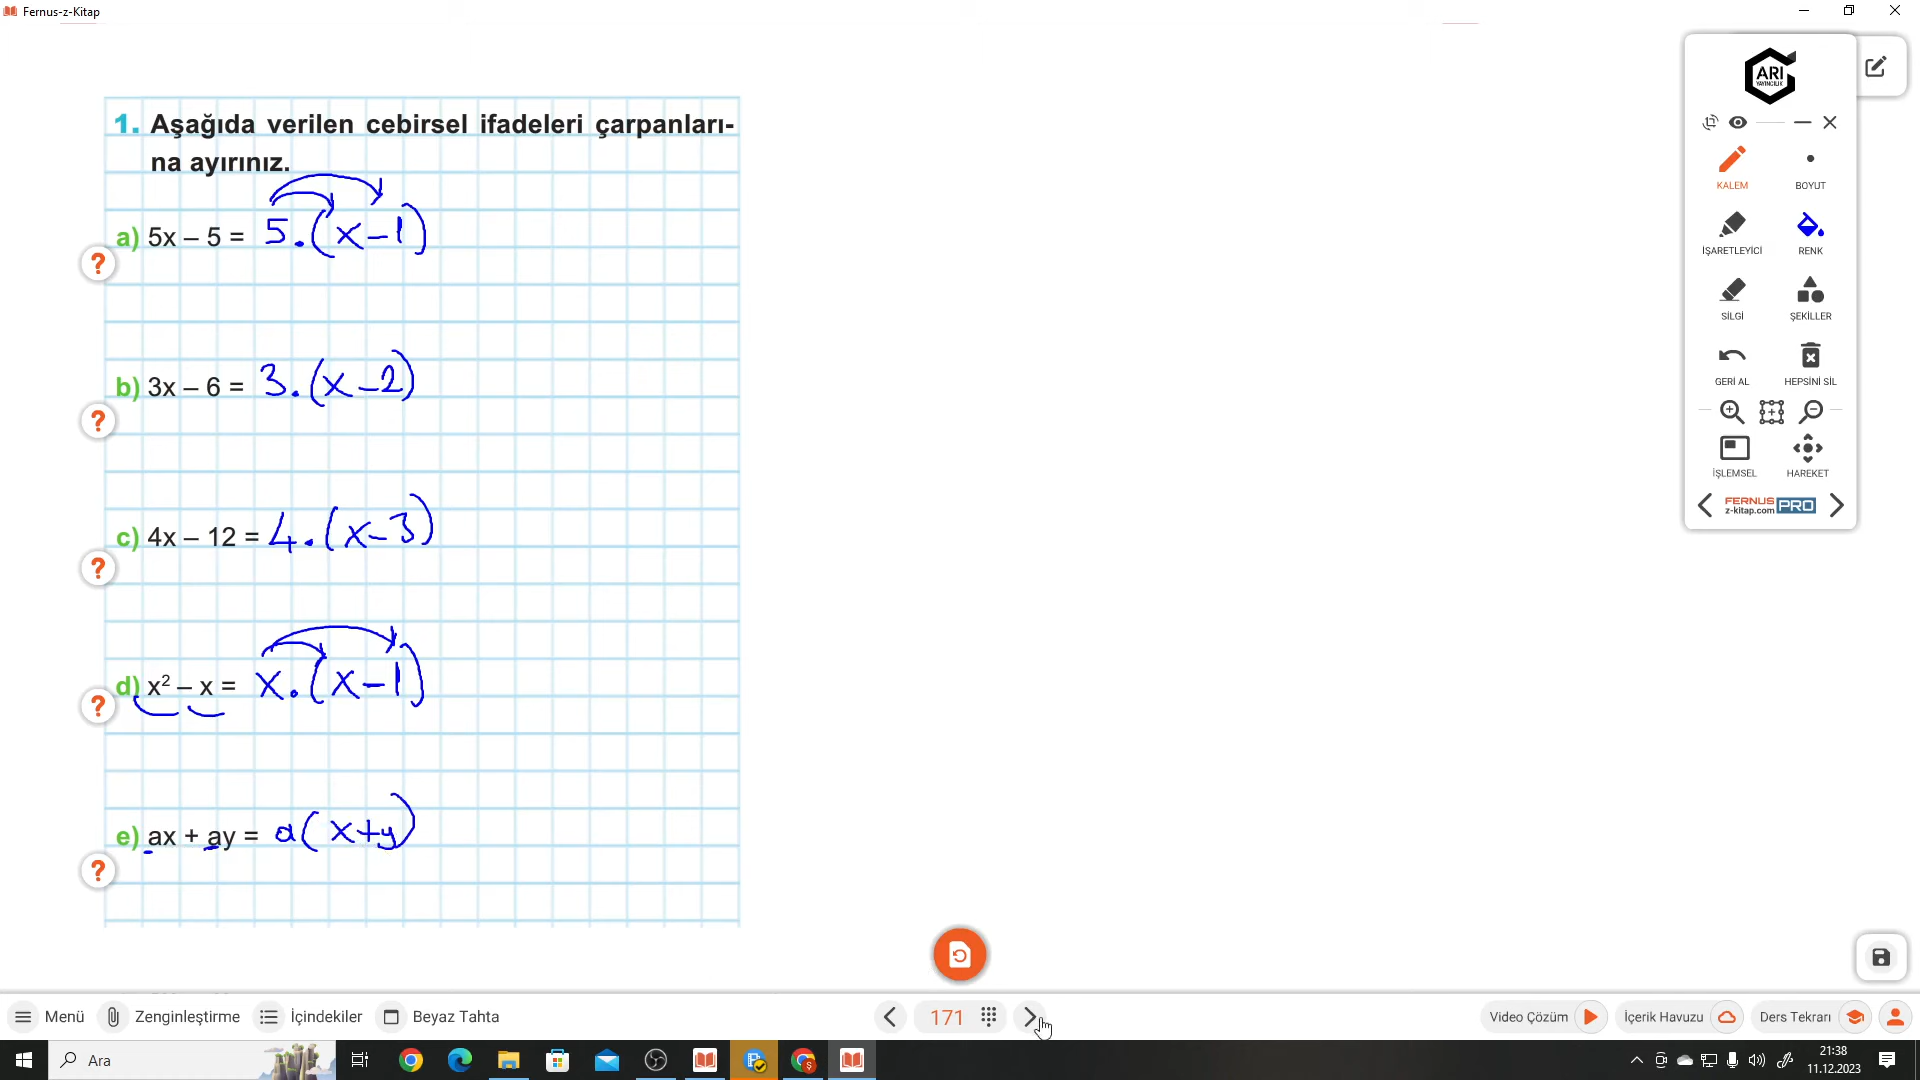 Fernus-z-Kitap
1. Aşağıda verilen cebirsel ifadeleri çarpanları-
na ayırınız.
a) 5x – 5 = 5.(x-1)
?
b) 3x – 6 = 3.(x-2)
?
c) 4x – 12 = 4.(x-3)
?
d) x² – x = x.(x-1)
?
e) ax + ay = a(x+y)
?
ARI
YAYINCILIK
KALEM
BOYUT
İŞARETLEYİCİ
RENK
SİLGİ
ŞEKİLLER
GERİ AL
HEPSİNİ SİL
İŞLEMSEL
HAREKET
FERNUS
z-kitap.com PRO
Menü
Zenginleştirme
İçindekiler
Beyaz Tahta
171
Video Çözüm
İçerik Havuzu
Ders Tekrarı
Ara
21:38
11.12.2023